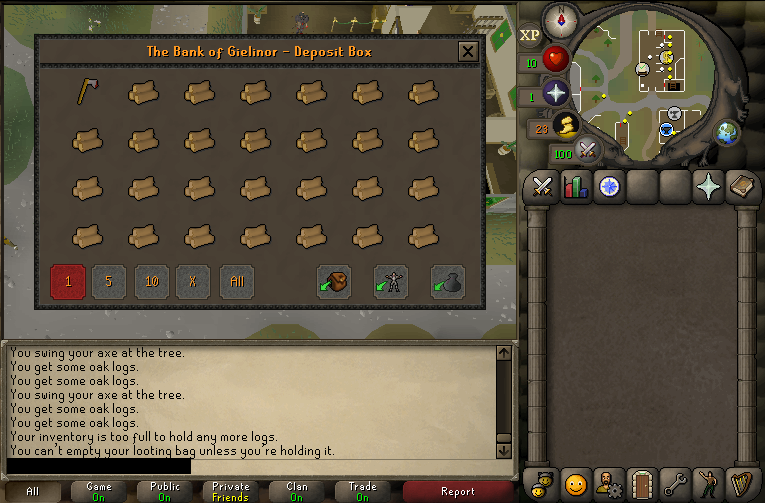 The Bank of Gielinor - Deposit Box
XP
N
10
1
23
100
1 5 10 X All
You swing your axe at the tree.
You get some oak logs.
You get some oak logs.
You swing your axe at the tree.
You get some oak logs.
You get some oak logs.
Your inventory is too full to hold any more logs.
You can't empty your looting bag unless you're holding it.
All
Game
On
Public
On
Private
Friends
Clan
On
Trade
On
Report